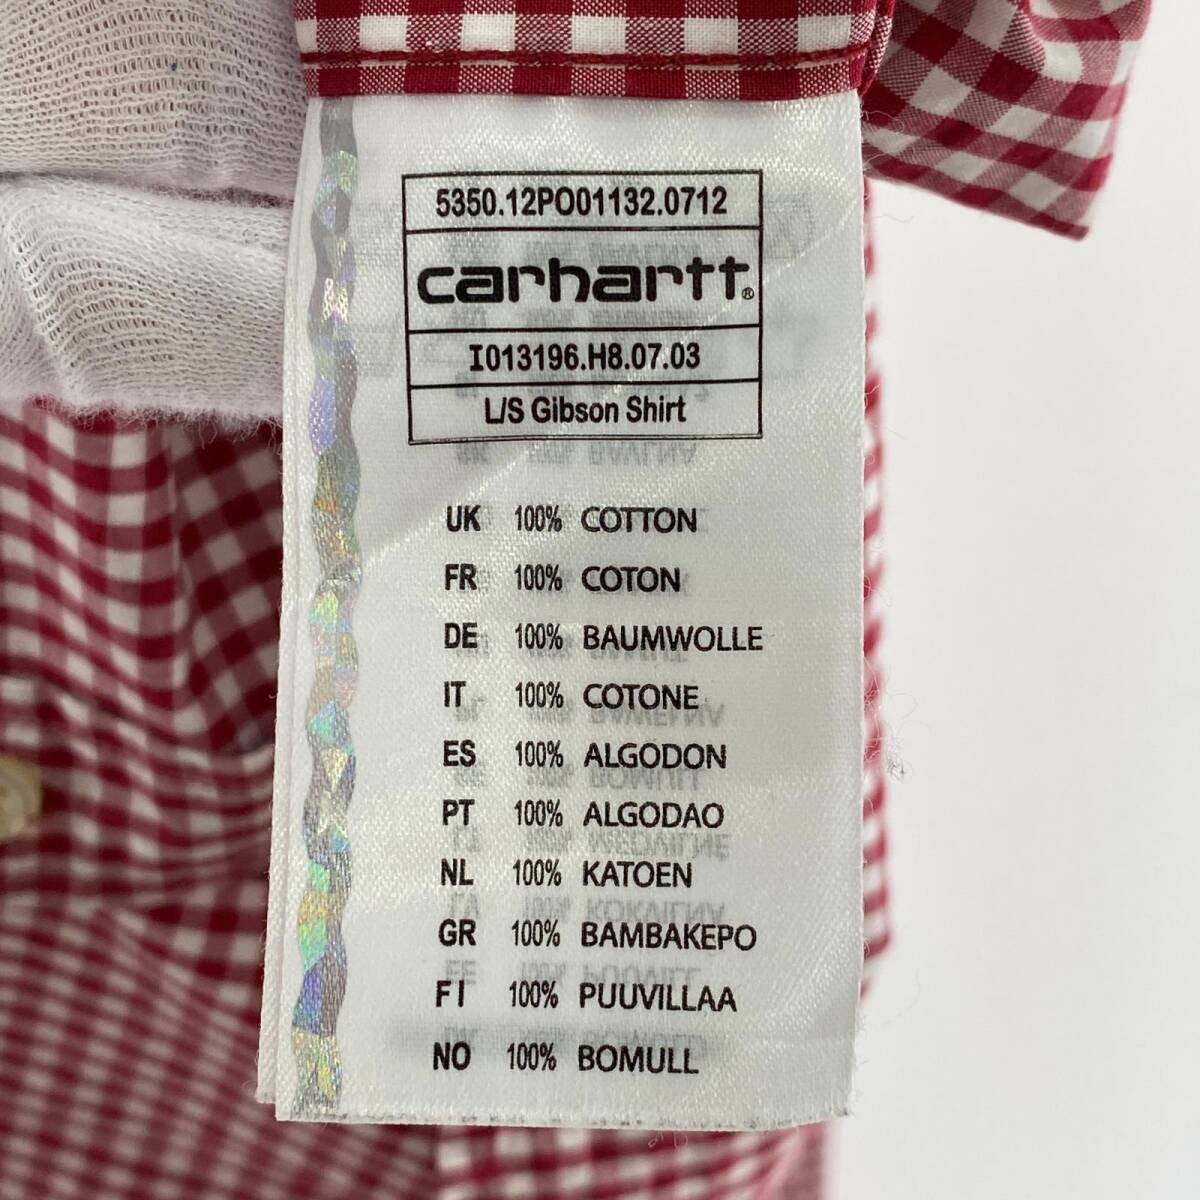 5350.12PO01132.0712
carhartt®
I013196.H8.07.03
L/S Gibson Shirt
UK 100% COTTON
FR 100% COTON
DE 100% BAUMWOLLE
IT 100% COTONE
ES 100% ALGODON
PT 100% ALGODAO
NL 100% KATOEN
GR 100% BAMBAKEPO
FI 100% PUUVILLAA
NO 100% BOMULL